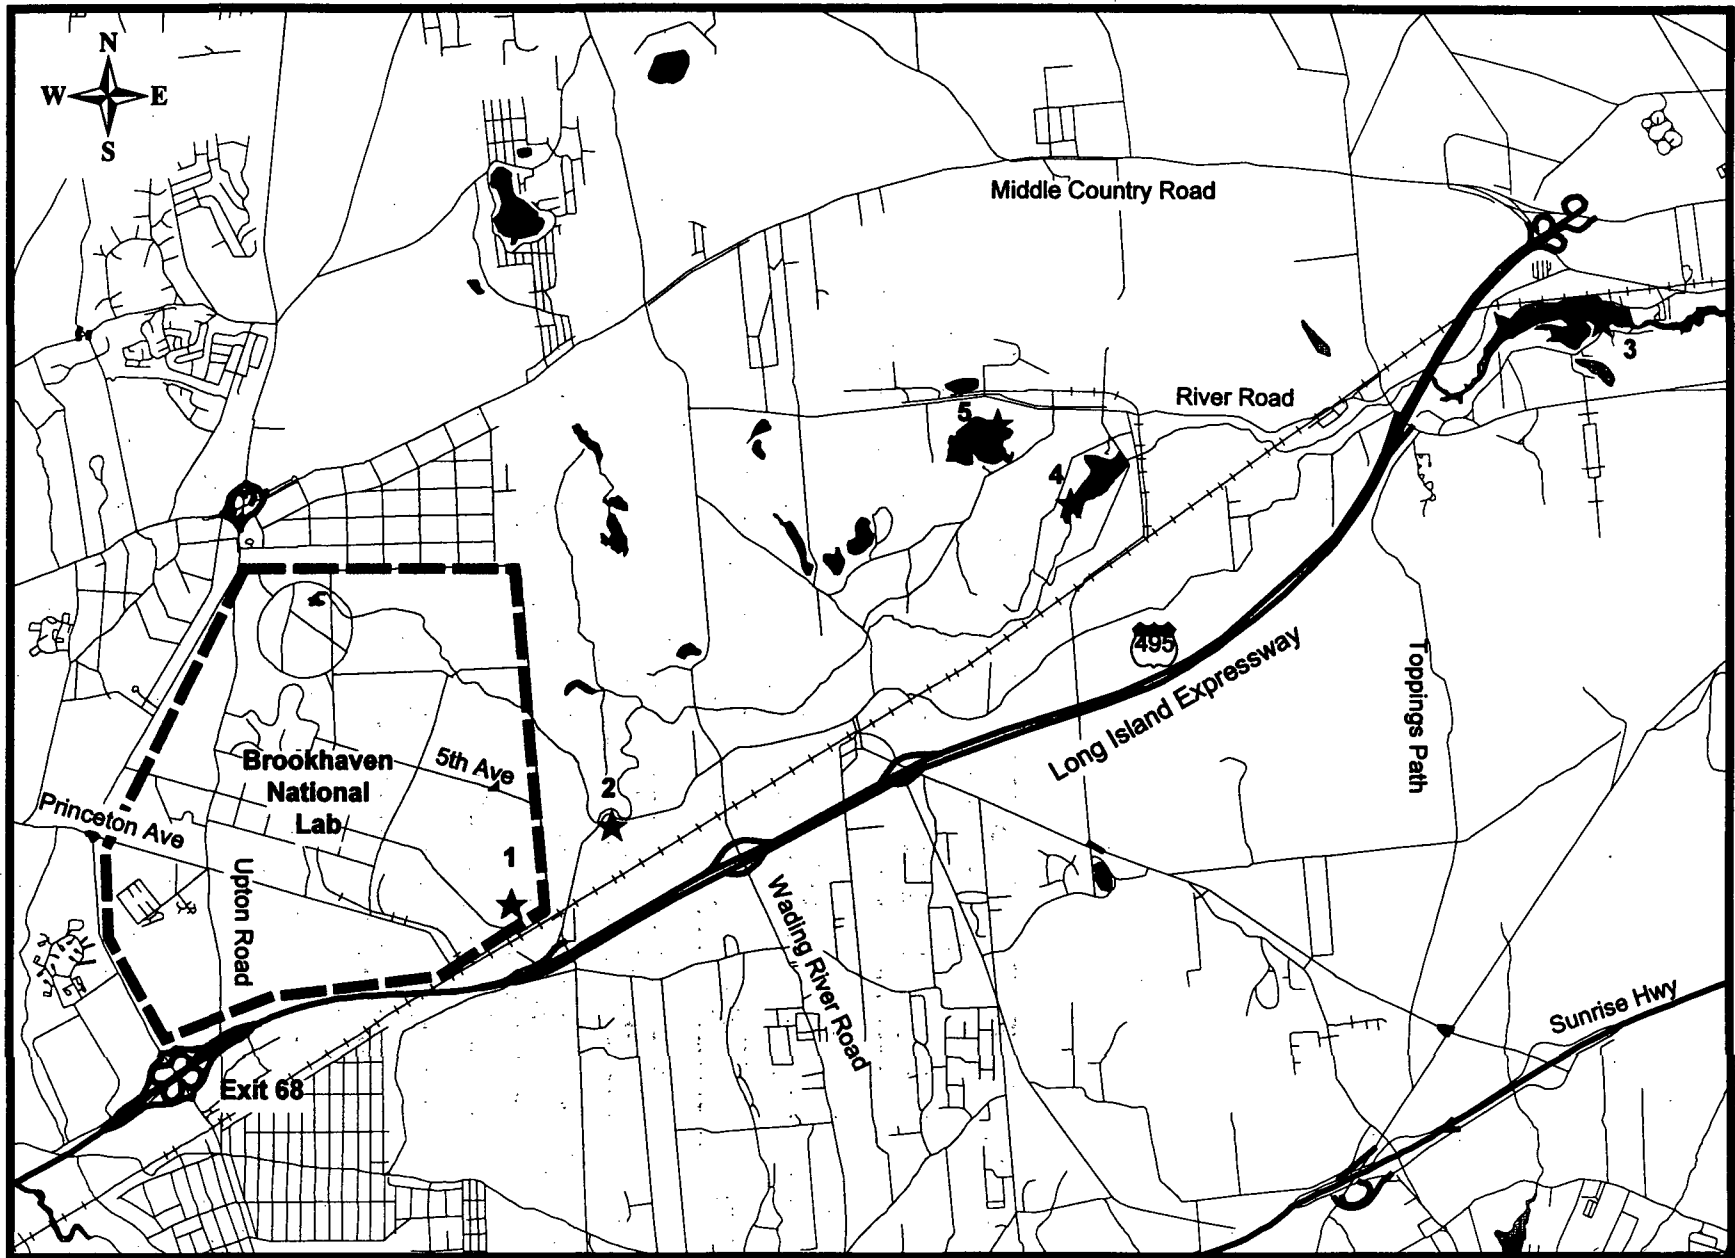 N
W E
S
Middle Country Road
3
River Road
5
4
495
Long Island Expressway
Toppings Path
Brookhaven
National
Lab
5th Ave
2
Princeton Ave
1
Upton Road
Wading River Road
Sunrise Hwy
Exit 68